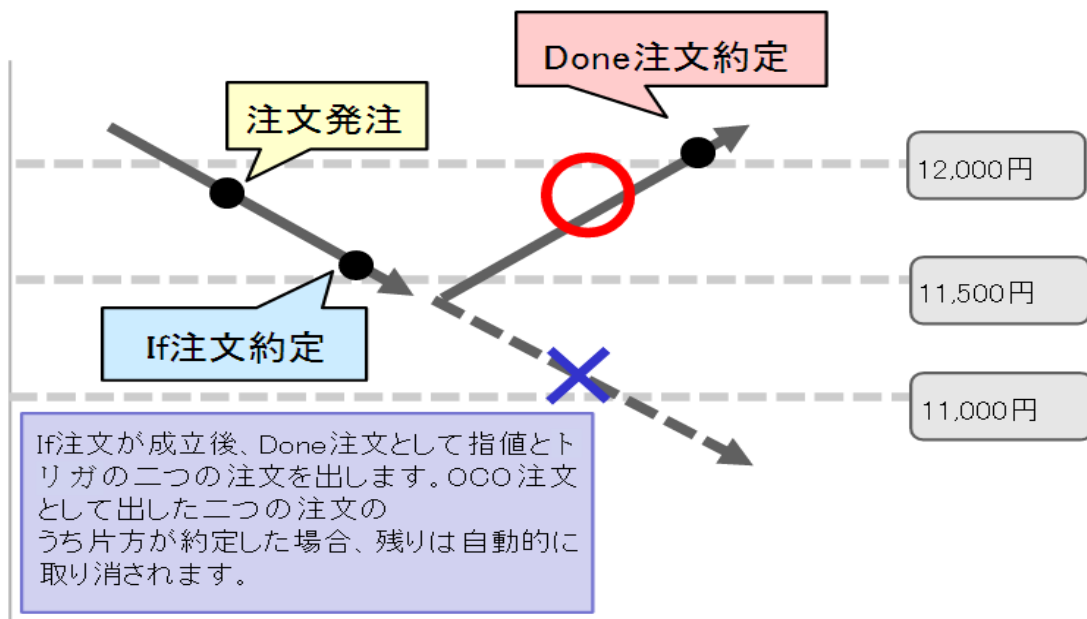 Done注文約定
注文発注
12,000円
11,500円
If注文約定
11,000円
If注文が成立後、Done注文として指値とト
リガの二つの注文を出します。OCO注文
として出した二つの注文の
うち片方が約定した場合、残りは自動的に
取り消されます。